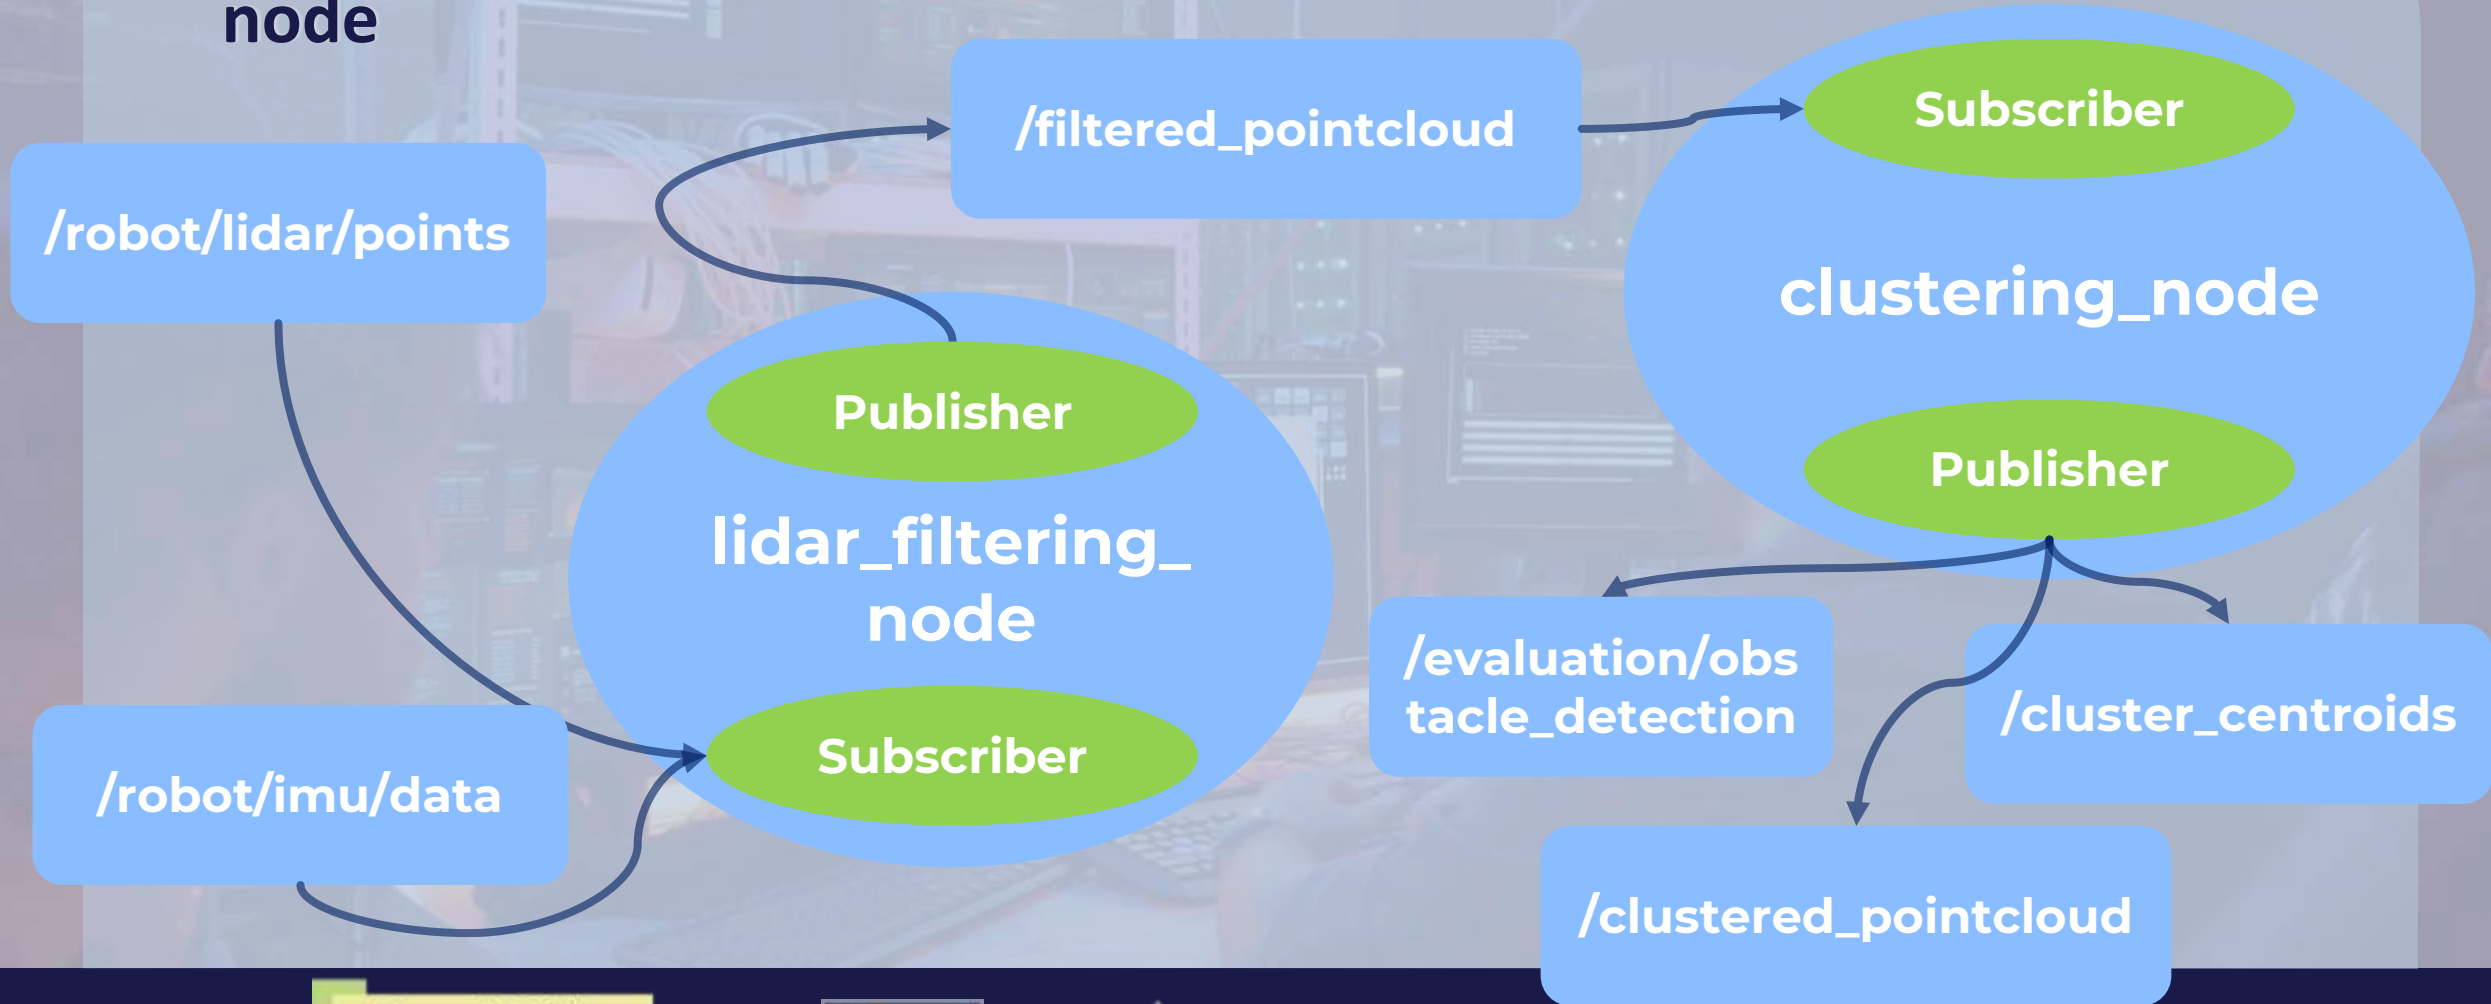 node
/filtered_pointcloud
Subscriber
/robot/lidar/points
clustering_node
Publisher
Publisher
lidar_filtering_
node
/evaluation/obs
tacle_detection
/cluster_centroids
Subscriber
/robot/imu/data
/clustered_pointcloud